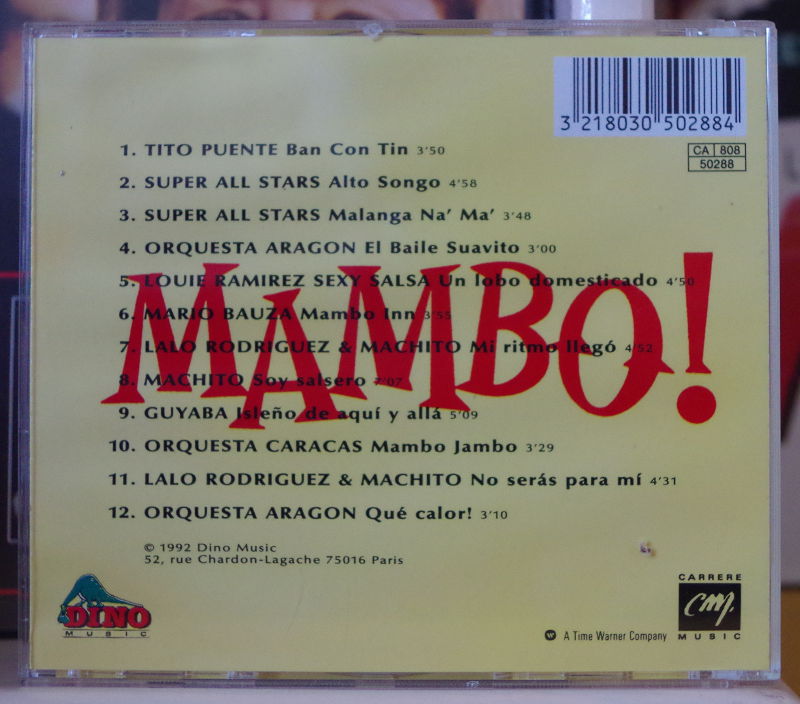 3 218030 502884
CA 808
50288
1. TITO PUENTE Ban Con Tin 3'50
2. SUPER ALL STARS Alto Songo 4'58
3. SUPER ALL STARS Malanga Na' Ma' 3'48
4. ORQUESTA ARAGON El Baile Suavito 3'00
5. LOUIE RAMIREZ SEXY SALSA Un lobo domesticado 4'50
6. MARIO BAUZA Mambo Inn 3'55
7. LALO RODRIGUEZ & MACHITO Mi ritmo llegó 4'52
8. MACHITO Soy salsero 7'07
9. GUYABA Isleño de aquí y allá 5'09
10. ORQUESTA CARACAS Mambo Jambo 3'29
11. LALO RODRIGUEZ & MACHITO No serás para mí 4'31
12. ORQUESTA ARAGON Qué calor! 3'10
MAMBO!
© 1992 Dino Music
52, rue Chardon-Lagache 75016 Paris
DINO
MUSIC
CARRERE
CM
MUSIC
A Time Warner Company